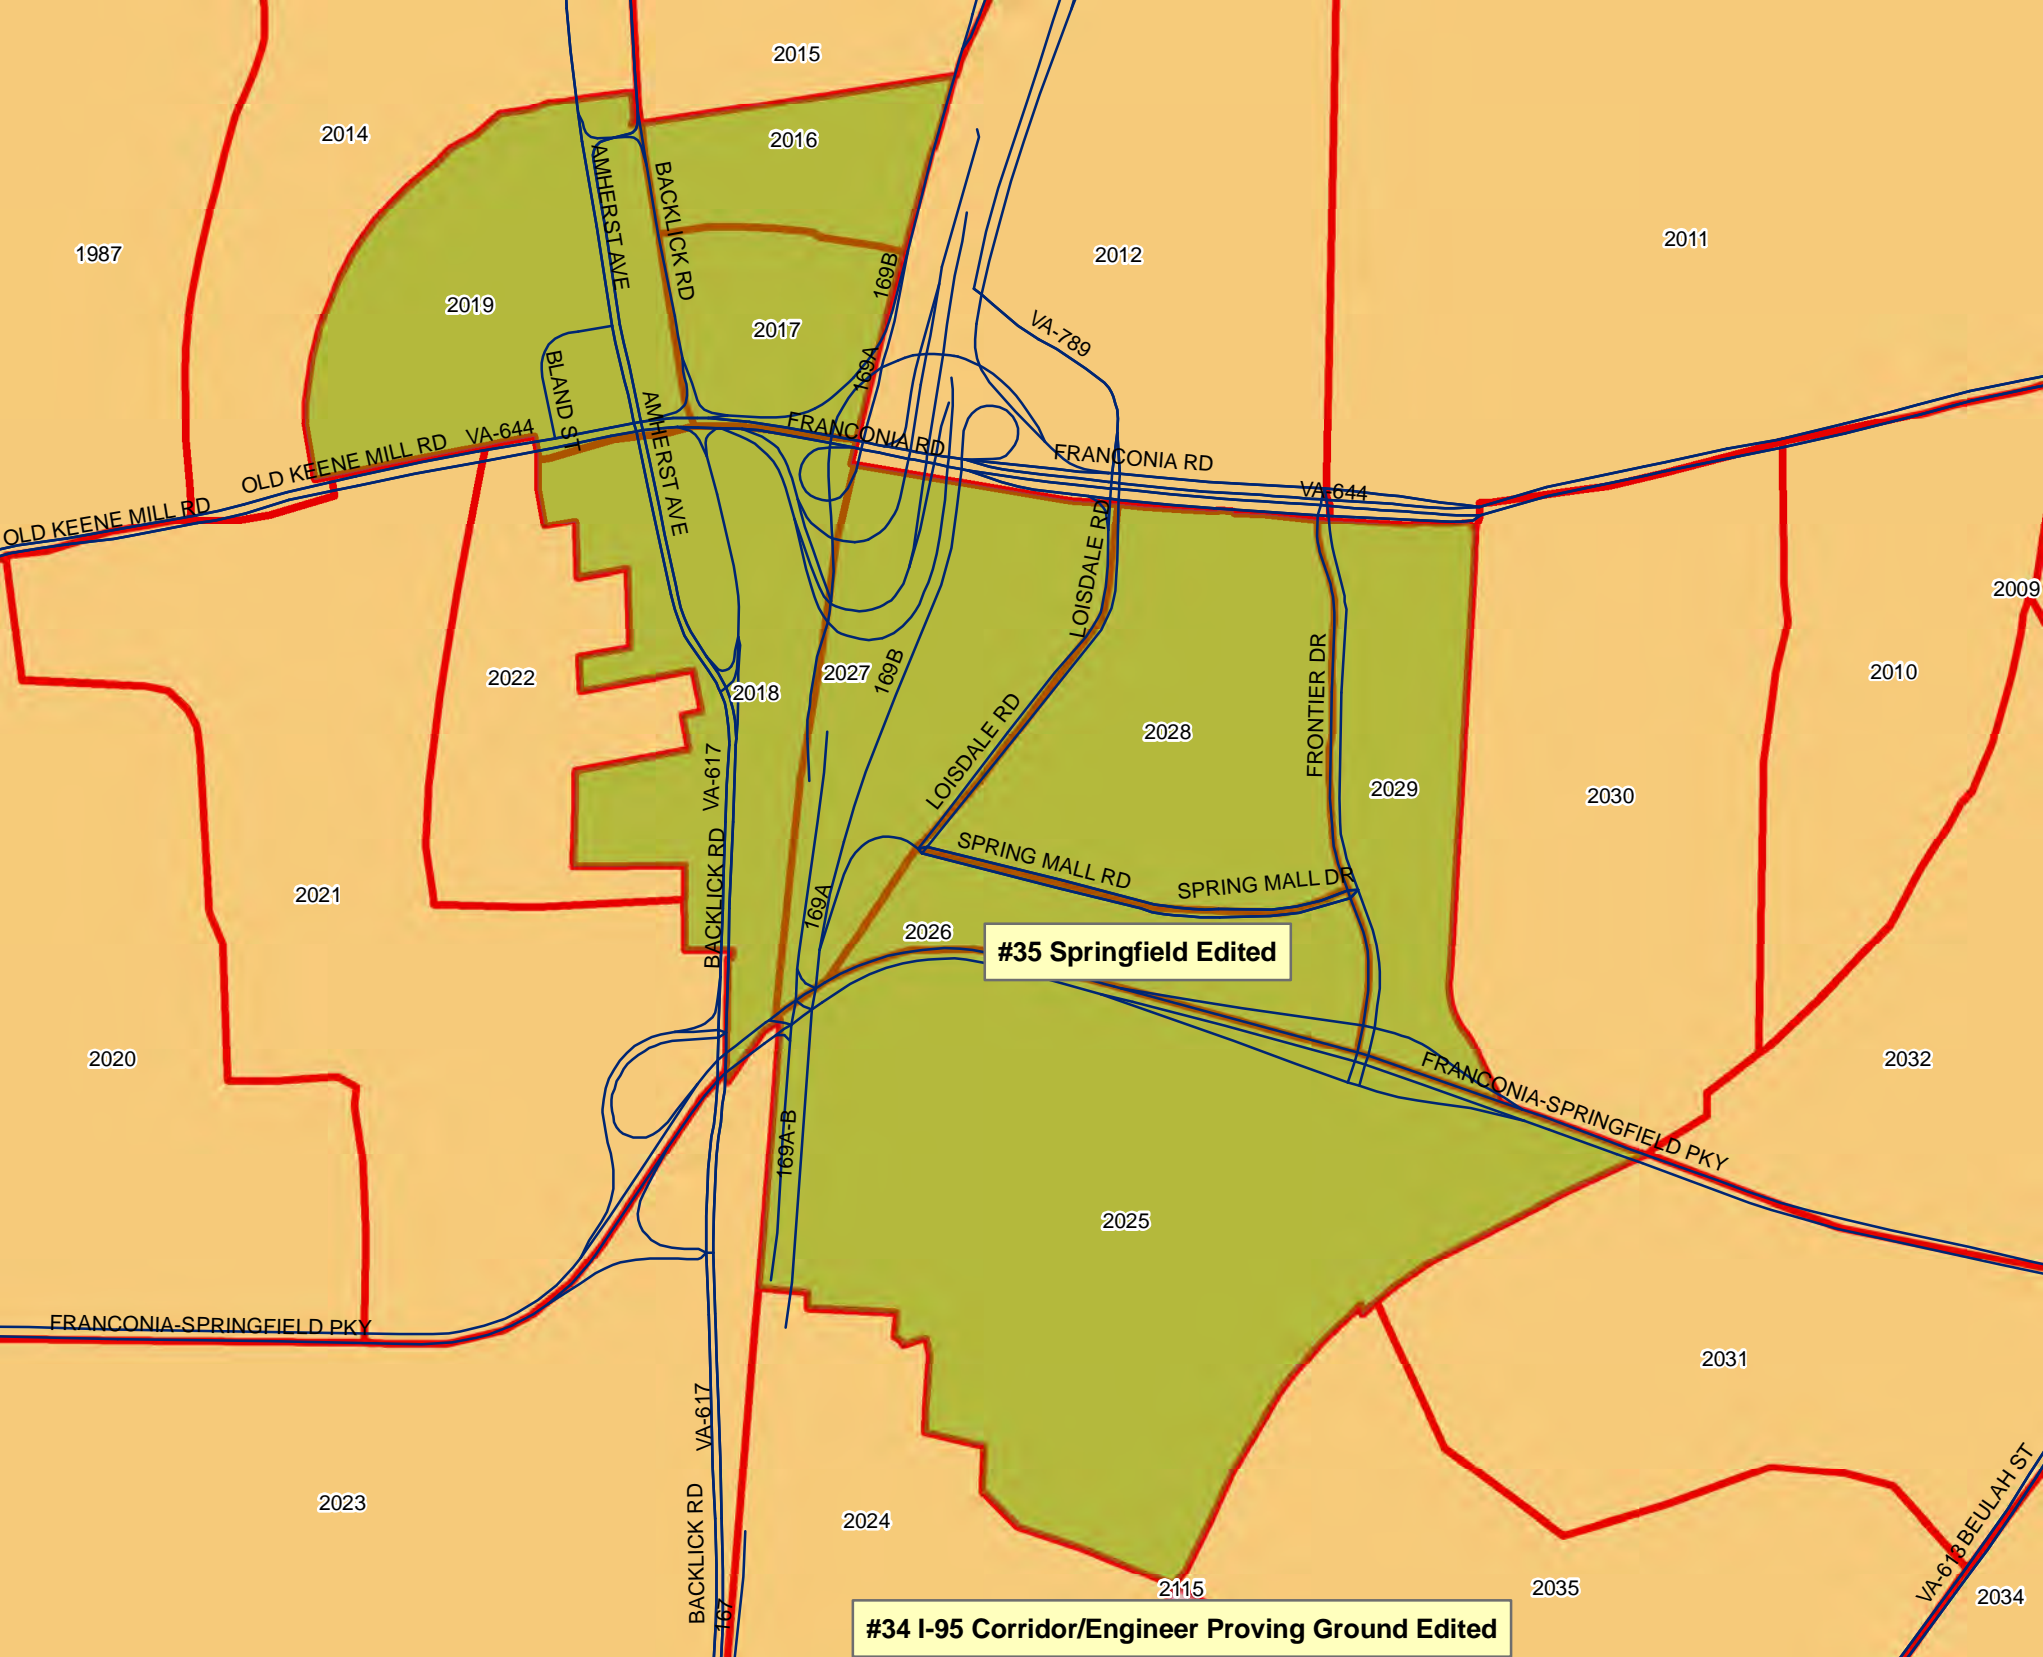 2015
2014
2016
1987
2019
AMHERST AVE
BACKLICK RD
2017
169B
2012
2011
VA-789
169A
BLAND ST
AMHERST AVE
FRANCONIA RD
FRANCONIA RD
VA-644
OLD KEENE MILL RD
VA-644
OLD KEENE MILL RD
LOISDALE RD
2009
2022
2018
2027
169B
FRONTIER DR
2010
2028
LOISDALE RD
VA-617
2029
2030
SPRING MALL RD
SPRING MALL DR
2021
BACKLICK RD
169A
2026
#35 Springfield Edited
2020
2032
FRANCONIA-SPRINGFIELD PKY
169A-B
2025
FRANCONIA-SPRINGFIELD PKY
2031
VA-617
2023
BACKLICK RD
2024
167
2115
2035
VA-613
BEULAH ST
2034
#34 I-95 Corridor/Engineer Proving Ground Edited